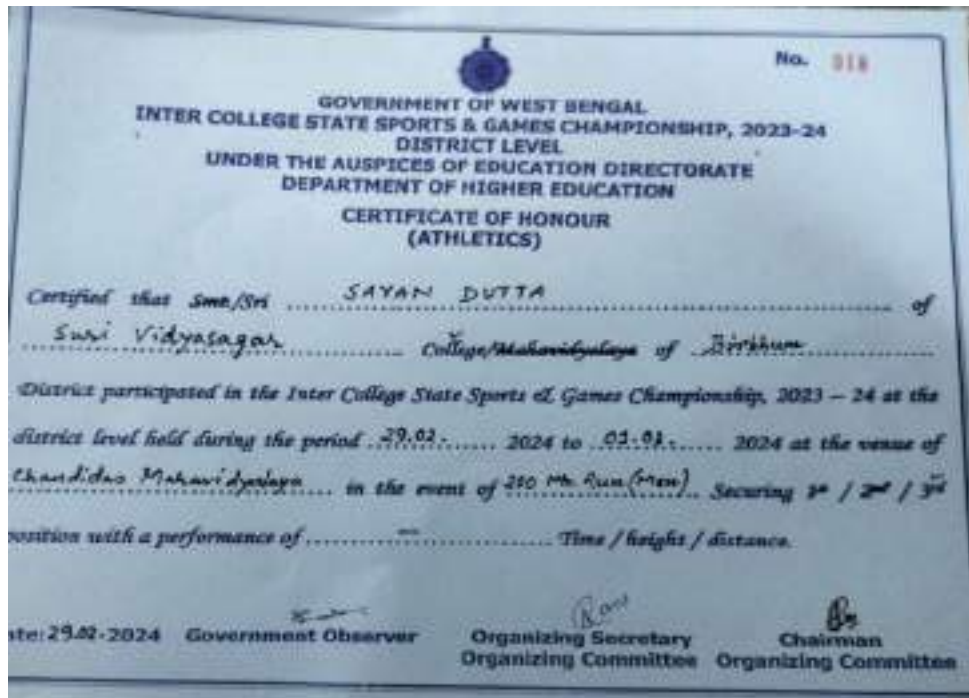 No. 018
GOVERNMENT OF WEST BENGAL
INTER COLLEGE STATE SPORTS & GAMES CHAMPIONSHIP, 2023-24
DISTRICT LEVEL
UNDER THE AUSPICES OF EDUCATION DIRECTORATE
DEPARTMENT OF HIGHER EDUCATION
CERTIFICATE OF HONOUR
(ATHLETICS)
Certified that Smt./Sri SAYAN DUTTA of
Suri Vidyasagar College/Mahavidyalaya of Birbhum
District participated in the Inter College State Sports & Games Championship, 2023 – 24 at the
district level held during the period 29.02. 2024 to 2024 at the venue of
Chandidas Mahavidyalaya in the event of Run (Men) Securing 1st / 2nd / 3rd
position with a performance of Time / height / distance.
ate: 29.02-2024 Government Observer Organizing Secretary Chairman
Organizing Committee Organizing Committee